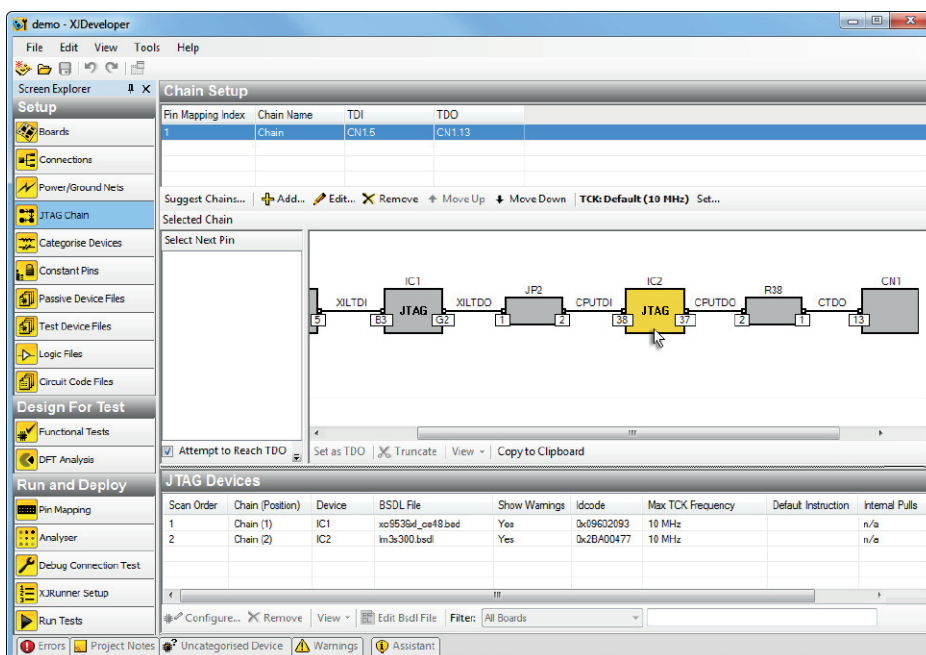 demo - XJDeveloper
File Edit View Tools Help
Screen Explorer
Setup
Boards
Connections
Power/Ground Nets
JTAG Chain
Categorise Devices
Constant Pins
Passive Device Files
Test Device Files
Logic Files
Circuit Code Files
Design For Test
Functional Tests
DFT Analysis
Run and Deploy
Pin Mapping
Analyser
Debug Connection Test
XJRunner Setup
Run Tests
Chain Setup
Pin Mapping Index Chain Name TDI TDO
1 Chain CN1.5 CN1.13
Suggest Chains... Add... Edit... Remove Move Up Move Down TCK: Default (10 MHz) Set...
Selected Chain
Select Next Pin
IC1 JP2 IC2 R38 CN1
XILTDI JTAG XILTDO CPUTDI JTAG CPUTDO CTDO
5 B3 G2 1 2 38 37 2 1 13
Attempt to Reach TDO Set as TDO Truncate View Copy to Clipboard
JTAG Devices
Scan Order Chain (Position) Device BSDL File Show Warnings Idcode Max TCK Frequency Default Instruction Internal Pulls
1 Chain (1) IC1 Yes 0x09602093 10 MHz n/a
2 Chain (2) IC2 lm3s300.bsdl Yes 0x2BA00477 10 MHz n/a
Configure... Remove View Edit Bsdl File Filter: All Boards
Errors Project Notes Uncategorised Device Warnings Assistant